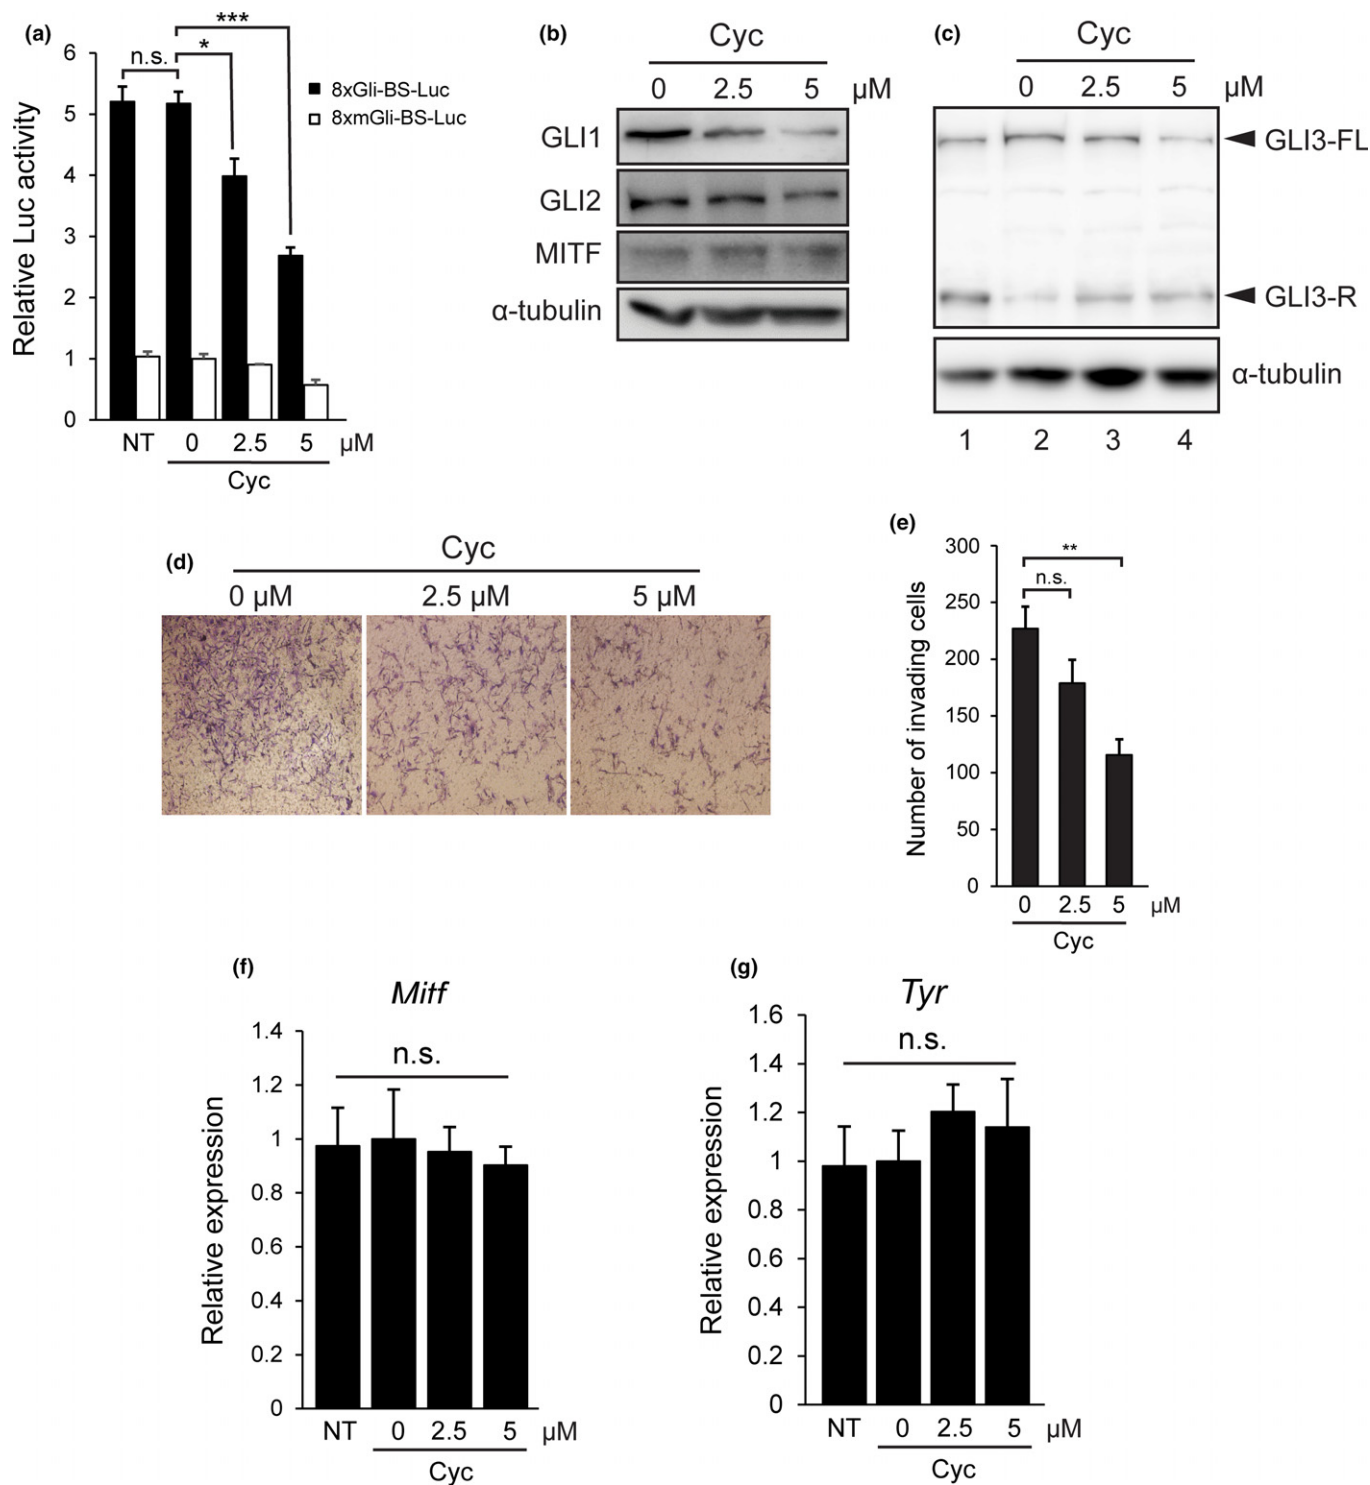 (a)
n.s.
*
***
8xGli-BS-Luc
8xmGli-BS-Luc
Relative Luc activity
6
5
4
3
2
1
0
NT 0 2.5 5 µM
Cyc
(b)
Cyc
0 2.5 5 µM
GLI1
GLI2
MITF
α-tubulin
(c)
Cyc
0 2.5 5 µM
GLI3-FL
GLI3-R
α-tubulin
1 2 3 4
(d)
Cyc
0 µM 2.5 µM 5 µM
(e)
**
n.s.
Number of invading cells
300
250
200
150
100
50
0
0 2.5 5 µM
Cyc
(f)
Mitf
n.s.
Relative expression
1.4
1.2
1
0.8
0.6
0.4
0.2
0
NT 0 2.5 5 µM
Cyc
(g)
Tyr
n.s.
Relative expression
1.6
1.4
1.2
1
0.8
0.6
0.4
0.2
0
NT 0 2.5 5 µM
Cyc